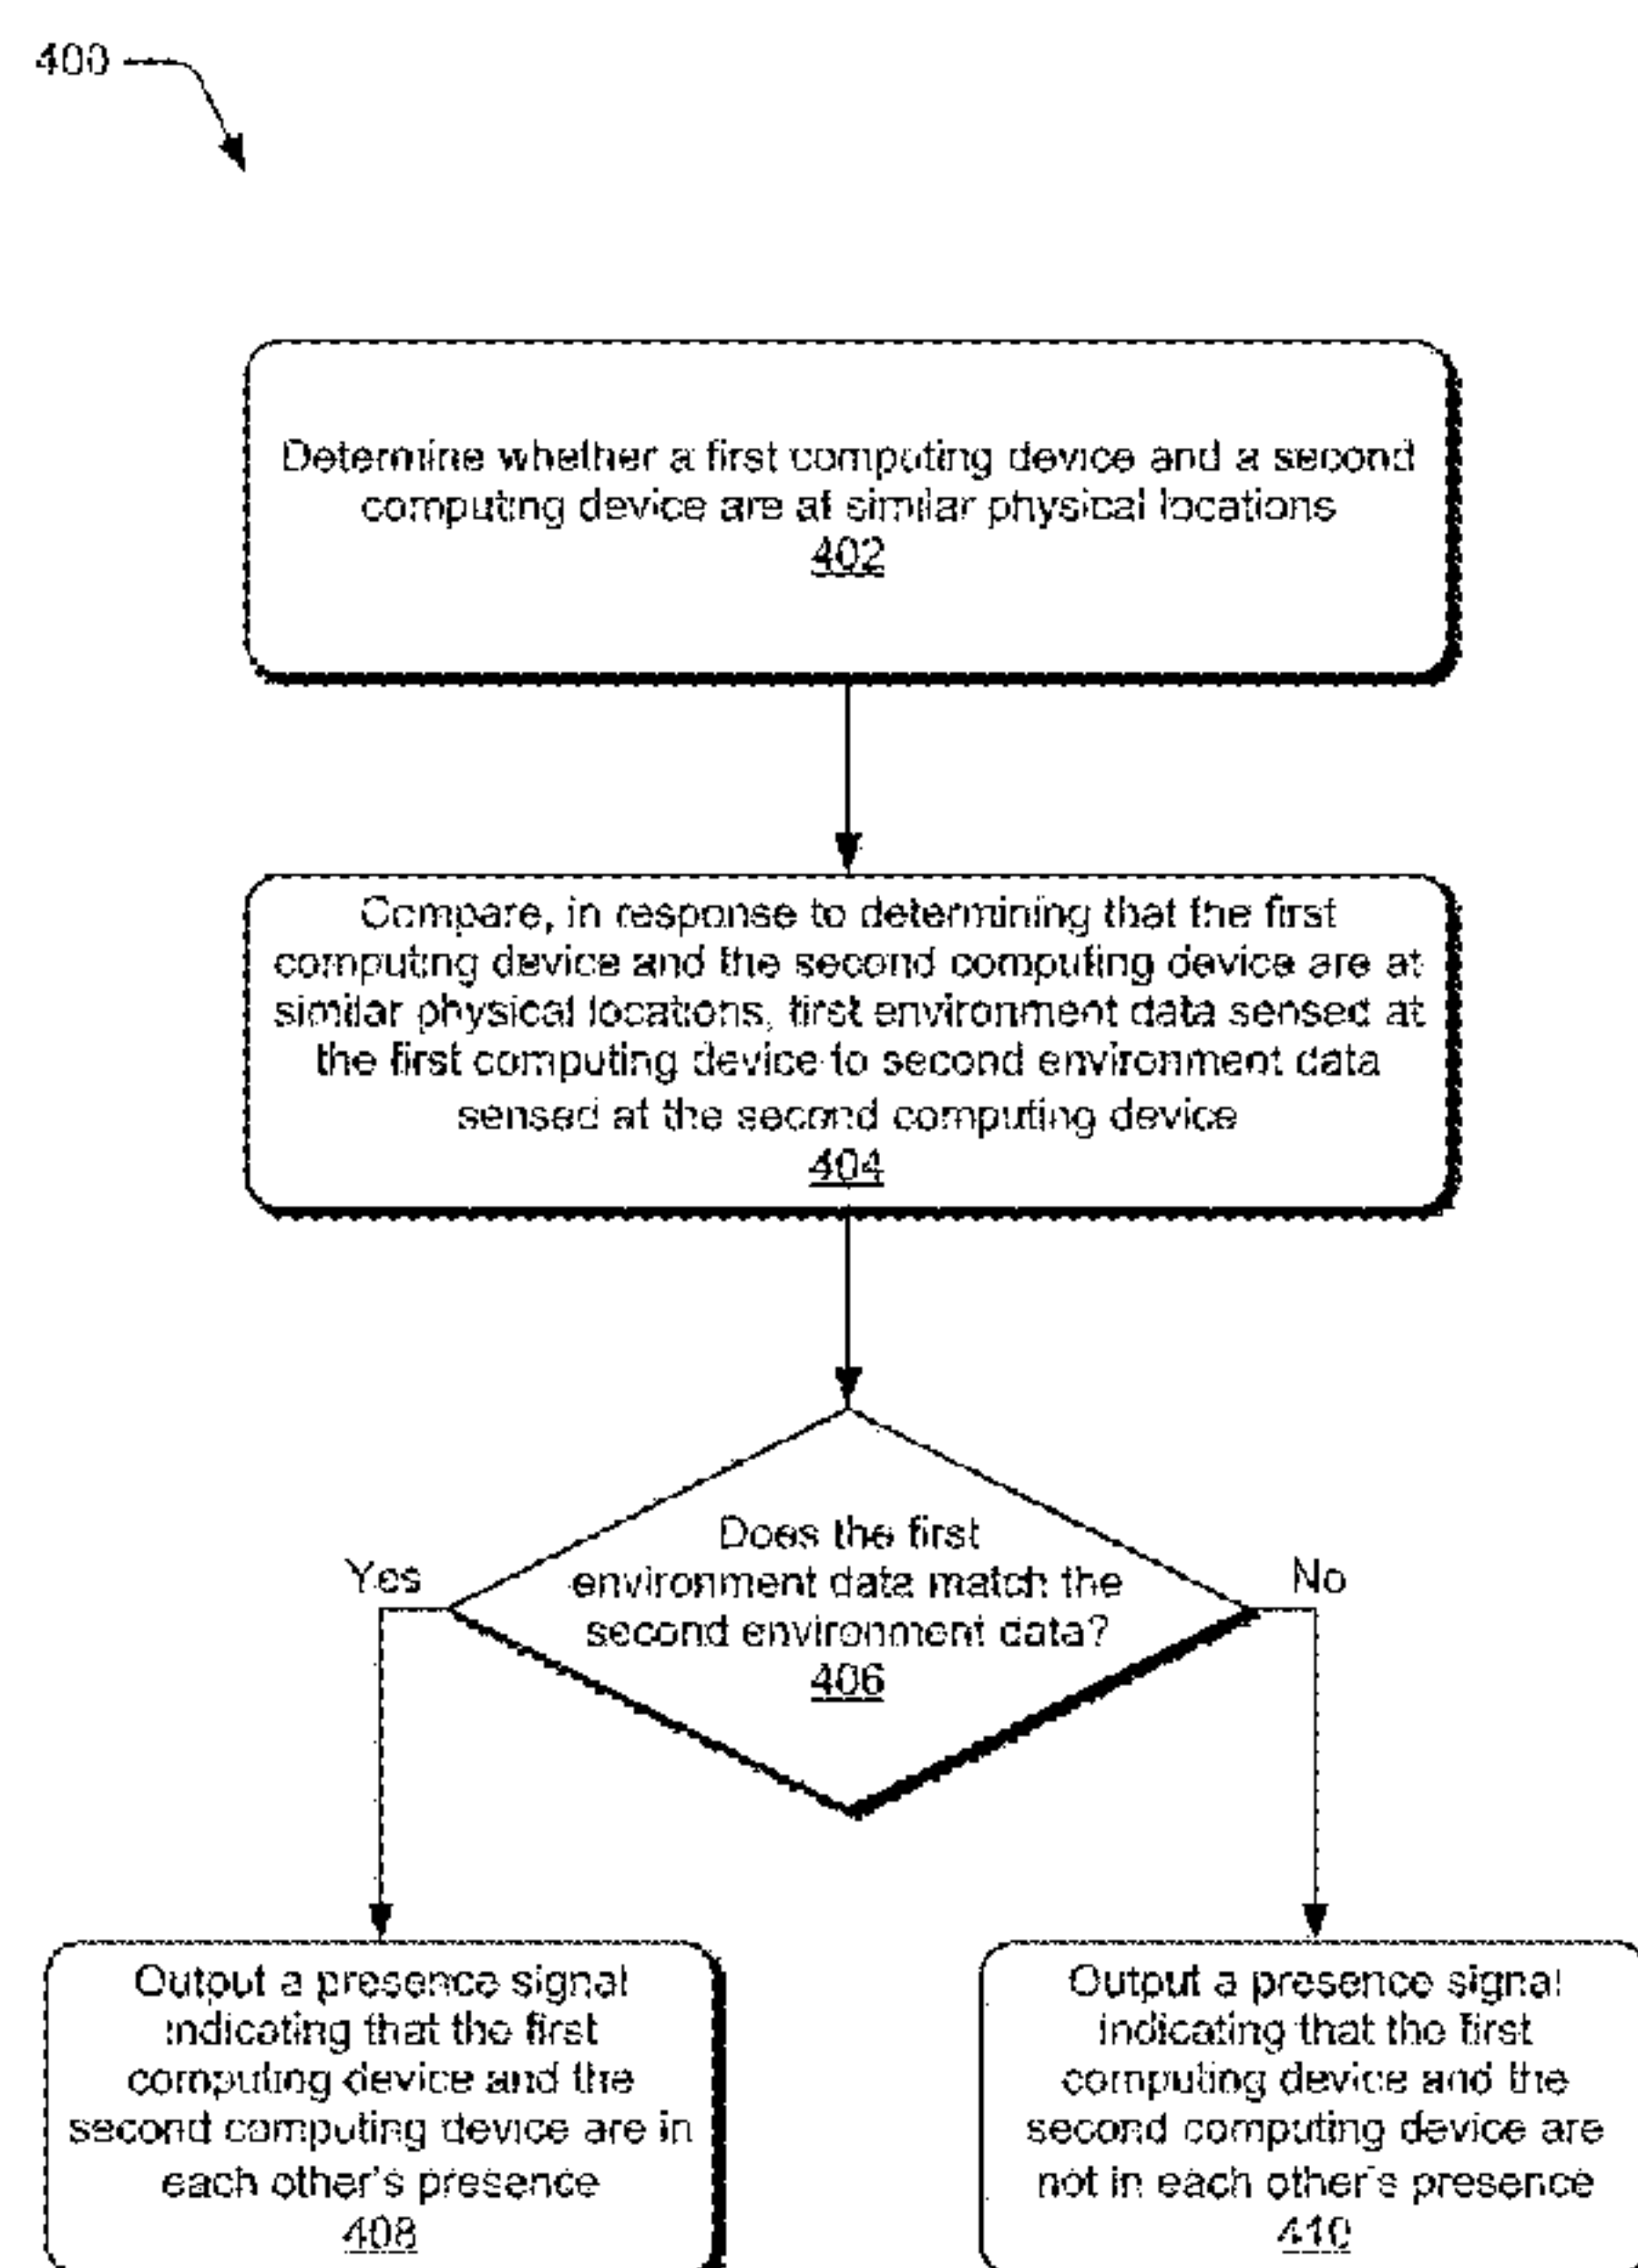 400
Determine whether a first computing device and a second
computing device are at similar physical locations
402
Compare, in response to determining that the first
computing device and the second computing device are at
similar physical locations, first environment data sensed at
the first computing device to second environment data
sensed at the second computing device
404
Does the first
environment data match the
second environment data?
406
Yes
No
Output a presence signal
indicating that the first
computing device and the
second computing device are in
each other's presence
408
Output a presence signal
indicating that the first
computing device and the
second computing device are
not in each other's presence
410